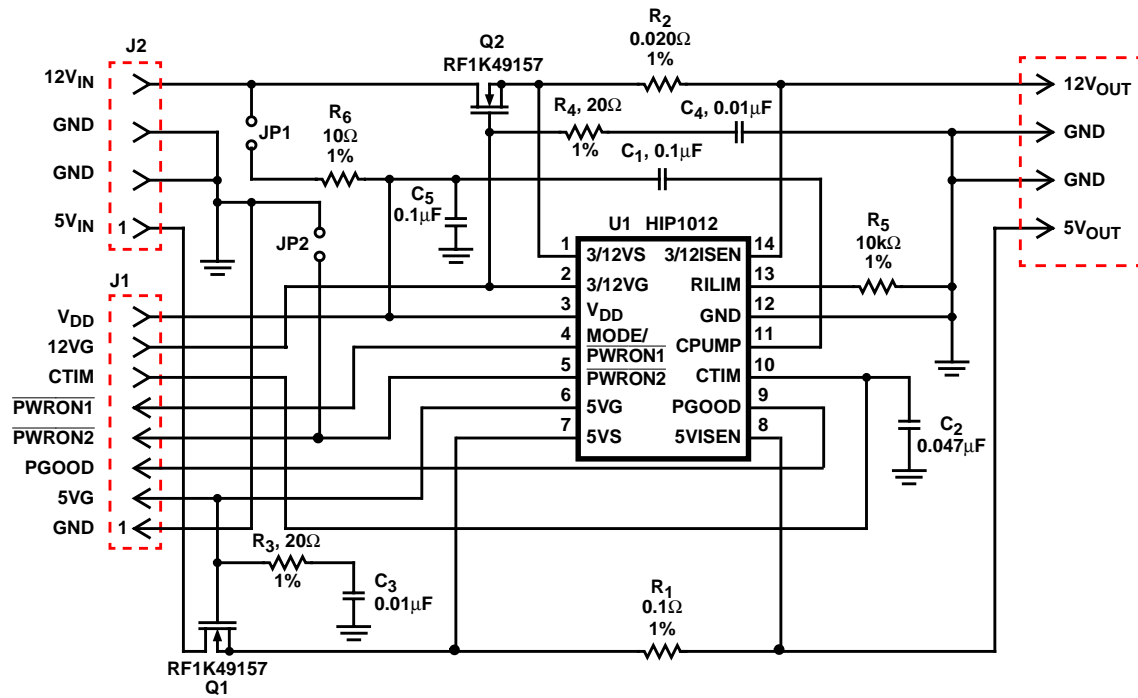 J2
12VIN
GND
GND
5VIN
1
J1
VDD
12VG
CTIM
PWRON1
PWRON2
PGOOD
5VG
GND
1
JP1
R6
10Ω
1%
JP2
Q2
RF1K49157
R2
0.020Ω
1%
R4, 20Ω
1%
C4, 0.01μF
C1, 0.1μF
C5
0.1μF
U1 HIP1012
1 3/12VS
2 3/12VG
3 VDD
4 MODE/
PWRON1
5 PWRON2
6 5VG
7 5VS
3/12ISEN 14
RILIM 13
GND 12
CPUMP 11
CTIM 10
PGOOD 9
5VISEN 8
R5
10kΩ
1%
C2
0.047μF
12VOUT
GND
GND
5VOUT
R3, 20Ω
1%
C3
0.01μF
R1
0.1Ω
1%
RF1K49157
Q1